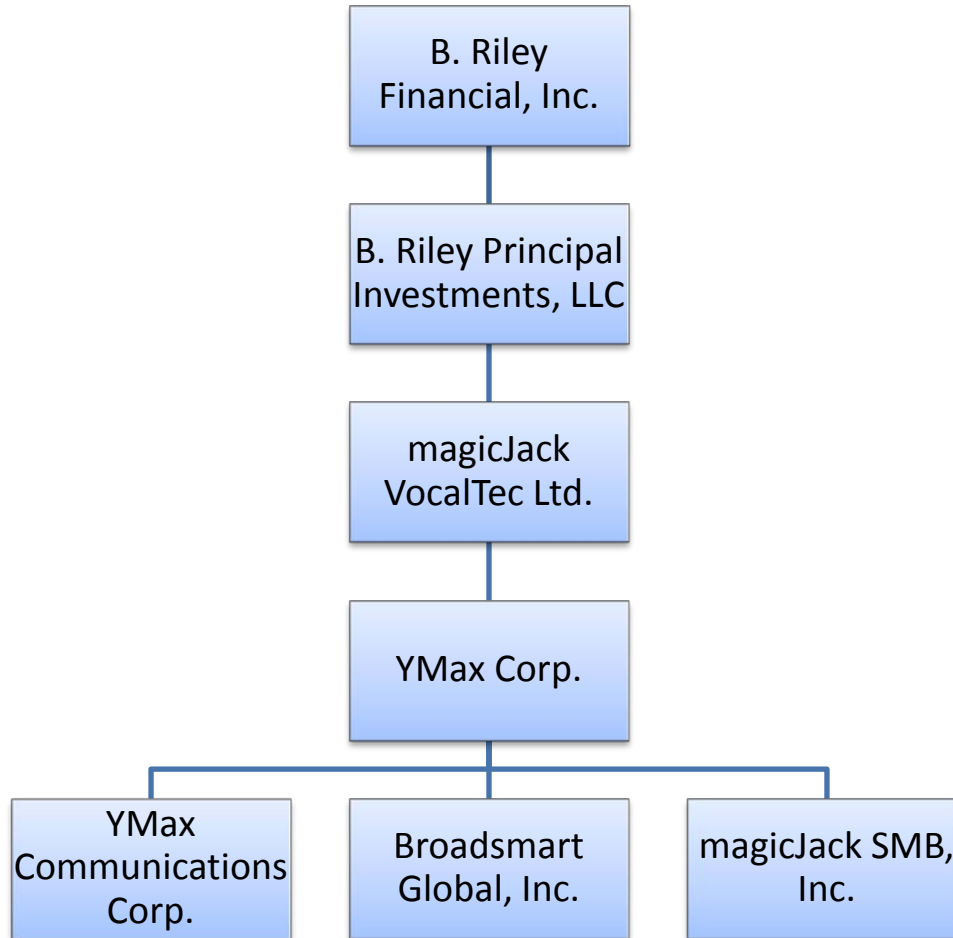 B. Riley
Financial, Inc.
B. Riley Principal
Investments, LLC
magicJack
VocalTec Ltd.
YMax Corp.
YMax
Communications
Corp.
Broadsmart
Global, Inc.
magicJack SMB,
Inc.